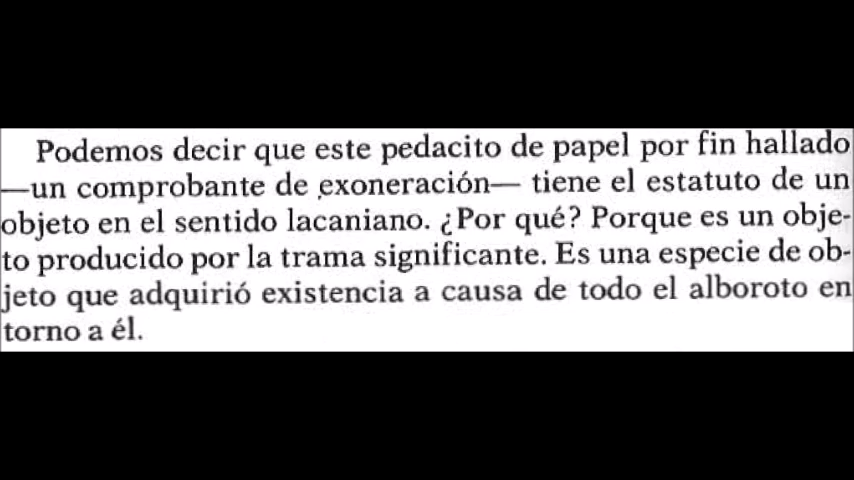 Podemos decir que este pedacito de papel por fin hallado
—un comprobante de exoneración— tiene el estatuto de un
objeto en el sentido lacaniano. ¿Por qué? Porque es un obje-
to producido por la trama significante. Es una especie de ob-
jeto que adquirió existencia a causa de todo el alboroto en
torno a él.